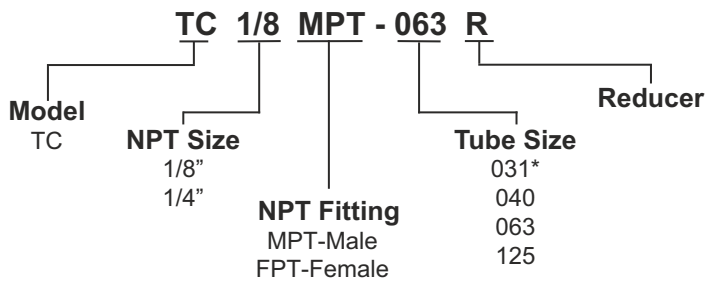 TC 1/8 MPT - 063 R
Model
TC
NPT Size
1/8”
1/4”
NPT Fitting
MPT-Male
FPT-Female
Tube Size
031*
040
063
125
Reducer